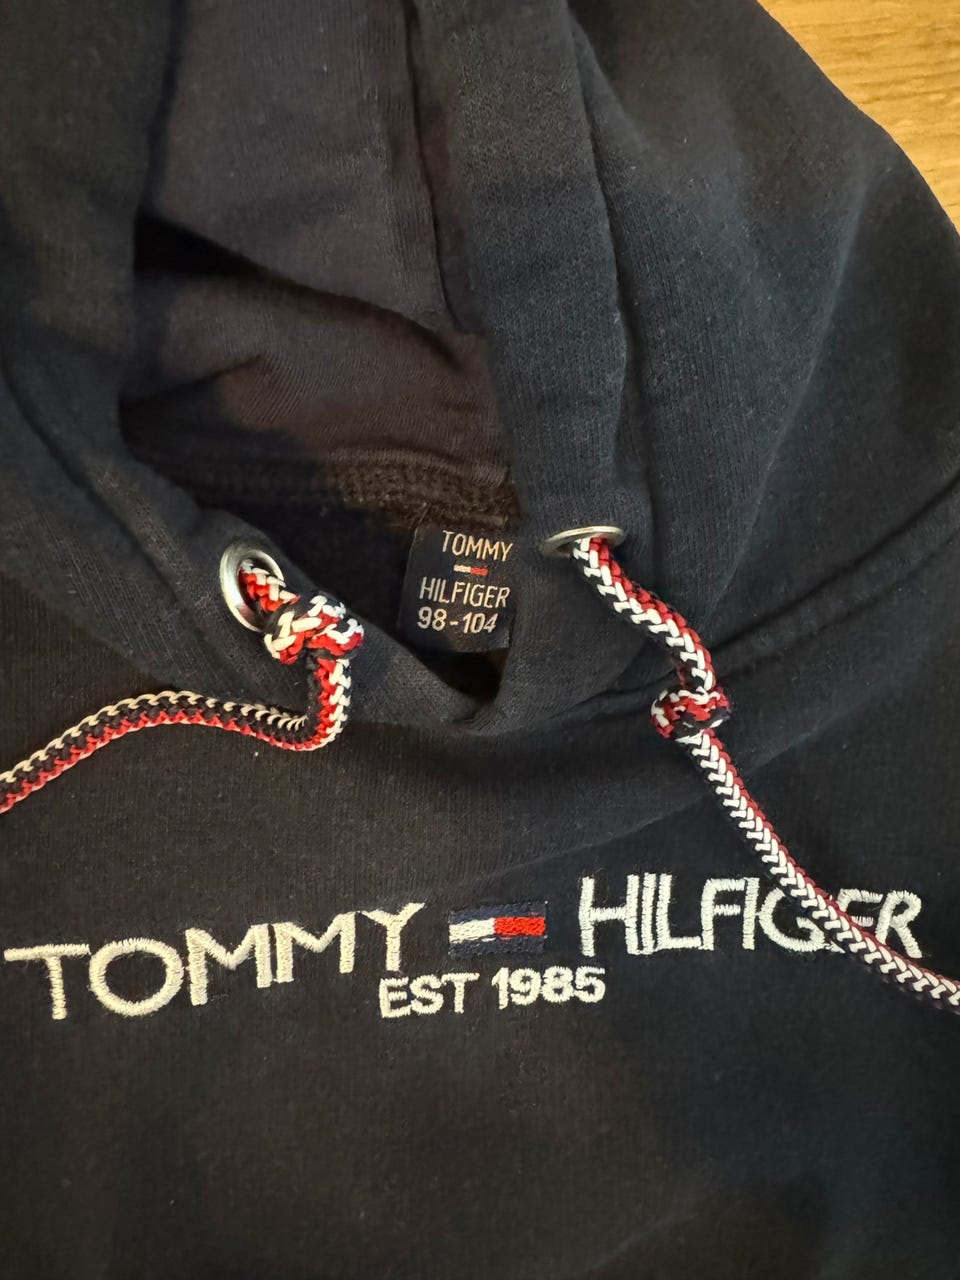 TOMMY
HILFIGER
98-104
TOMMY HILFIGER
EST 1985